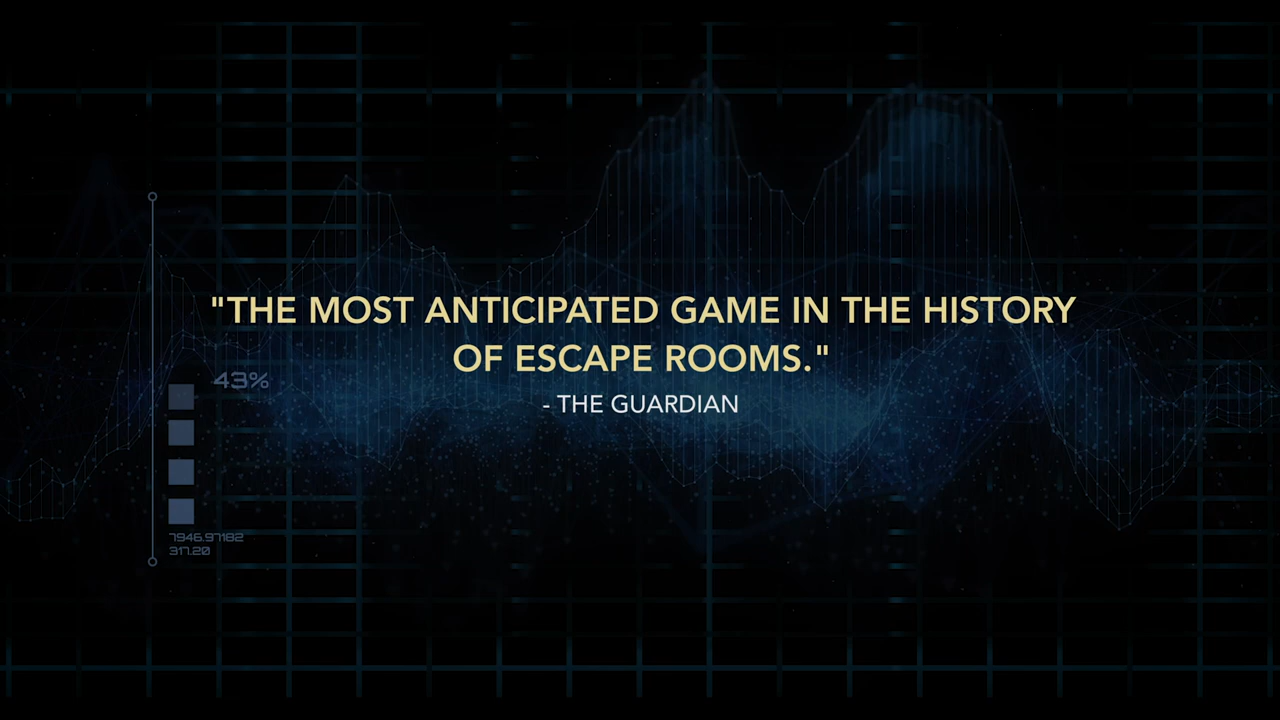 "THE MOST ANTICIPATED GAME IN THE HISTORY
OF ESCAPE ROOMS."
- THE GUARDIAN
43%
7946.97182
317.20